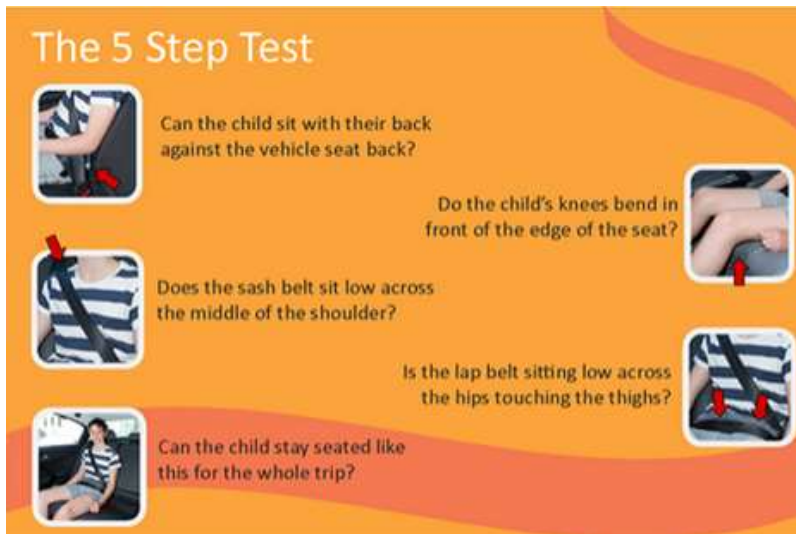 The 5 Step Test
Can the child sit with their back
against the vehicle seat back?
Do the child's knees bend in
front of the edge of the seat?
Does the sash belt sit low across
the middle of the shoulder?
Is the lap belt sitting low across
the hips touching the thighs?
Can the child stay seated like
this for the whole trip?